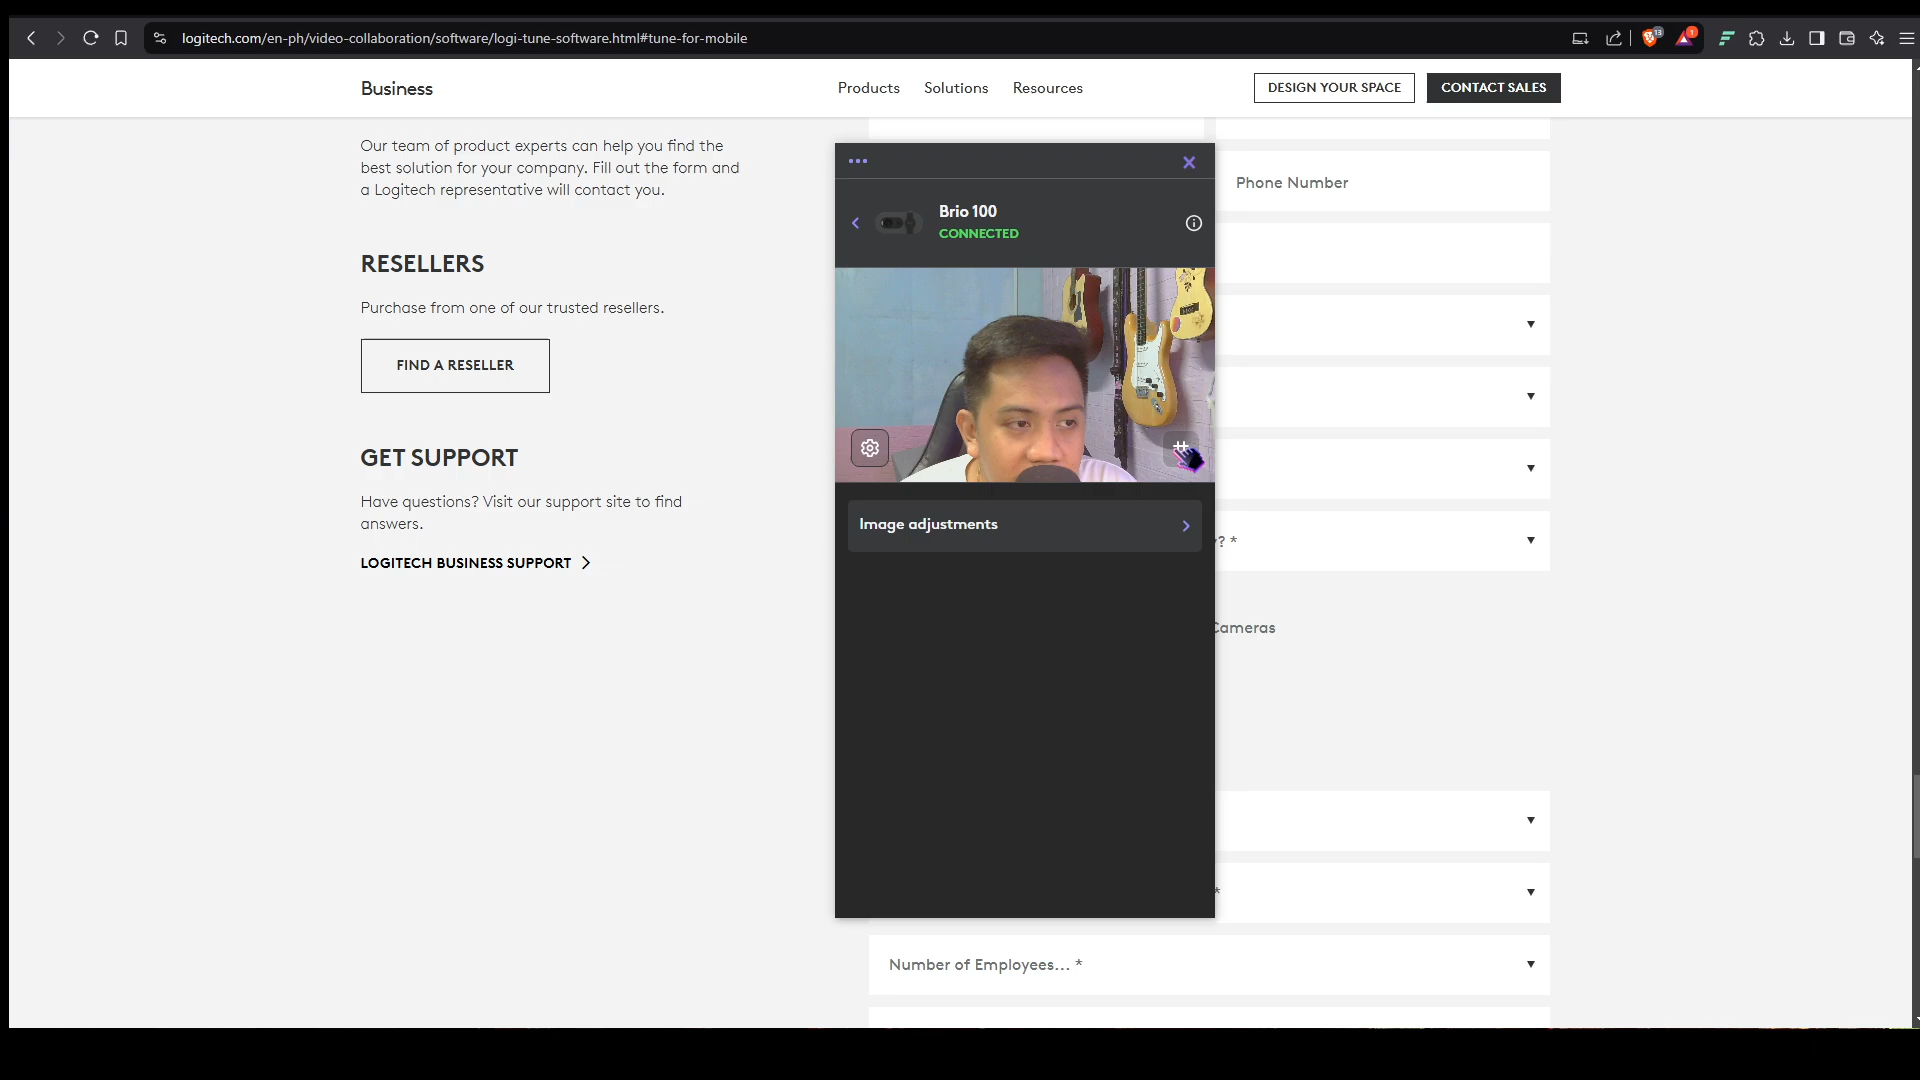 logitech.com/en-ph/video-collaboration/software/logi-tune-software.html#tune-for-mobile
13
1
Business
Products
Solutions
Resources
DESIGN YOUR SPACE
CONTACT SALES
Our team of product experts can help you find the
best solution for your company. Fill out the form and
a Logitech representative will contact you.
RESELLERS
Purchase from one of our trusted resellers.
FIND A RESELLER
GET SUPPORT
Have questions? Visit our support site to find
answers.
LOGITECH BUSINESS SUPPORT
Brio 100
CONNECTED
Image adjustments
Phone Number
? *
Cameras
*
Number of Employees... *